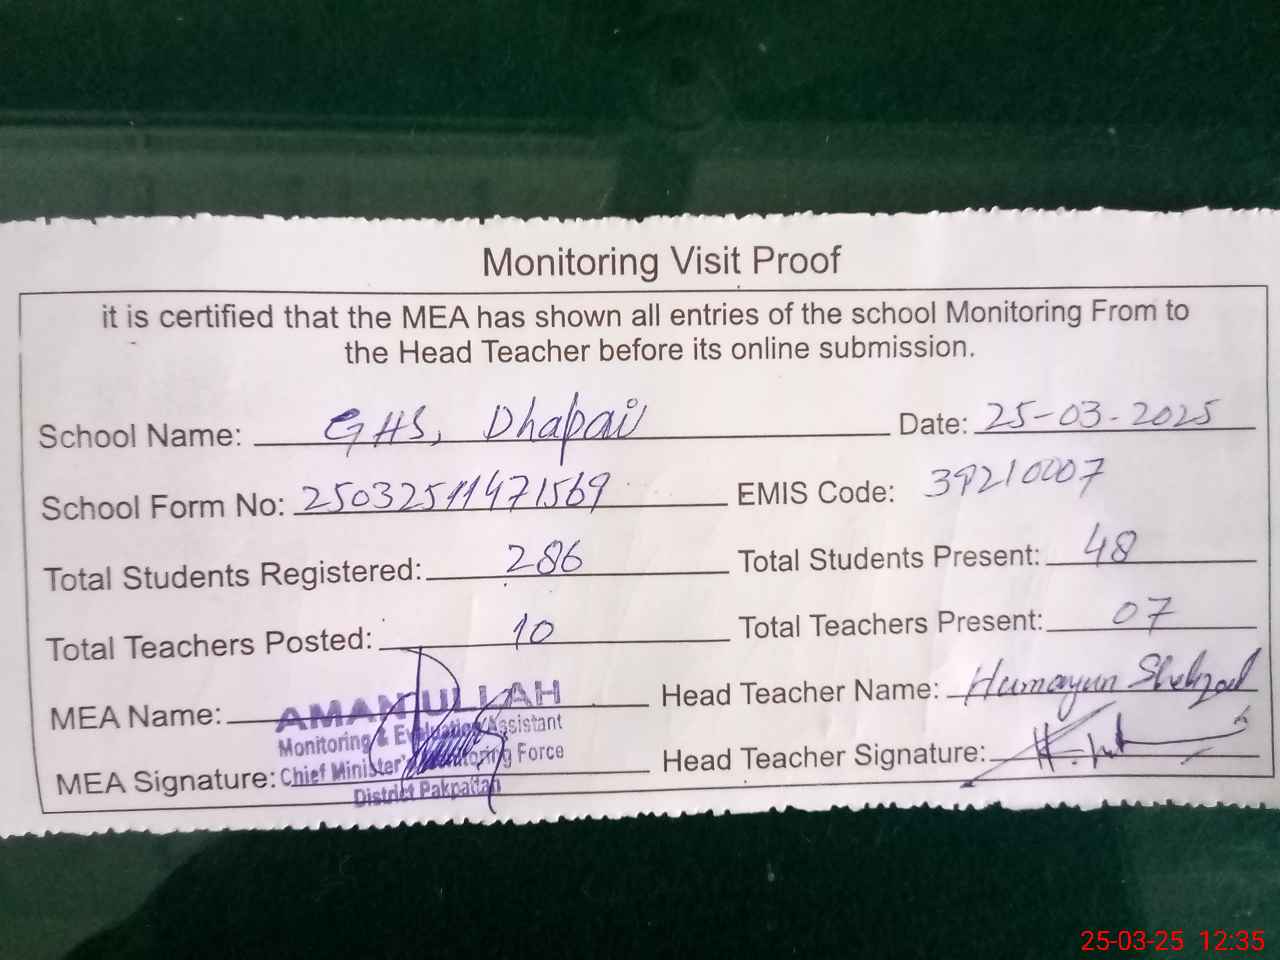 Monitoring Visit Proof
it is certified that the MEA has shown all entries of the school Monitoring From to
the Head Teacher before its online submission.
School Name: GHS, Dhapai Date: 25-03-2025
School Form No: 25032511471569 EMIS Code: 39210007
Total Students Registered: 286 Total Students Present: 48
Total Teachers Posted: 10 Total Teachers Present: 07
MEA Name: AMANULLAH Head Teacher Name: Humayun Shehzad
Monitoring & Evaluation Assistant
MEA Signature: Chief Minister's Monitoring Force Head Teacher Signature:
District Pakpattan
25-03-25 12:35